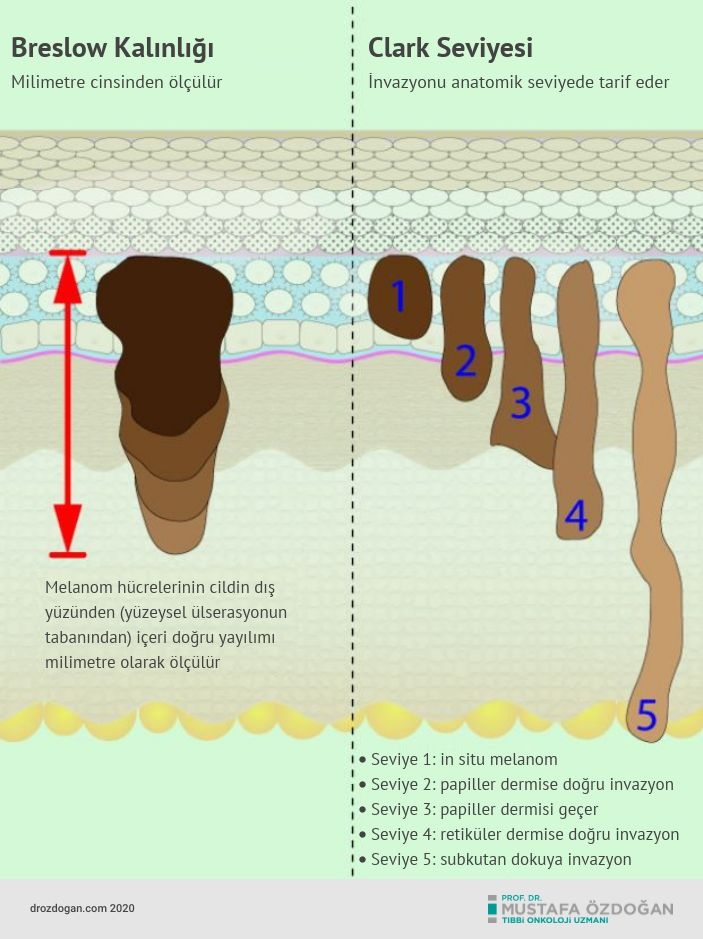 Breslow Kalınlığı
Milimetre cinsinden ölçülür
Clark Seviyesi
İnvazyonu anatomik seviyede tarif eder
1
2
3
4
5
Melanom hücrelerinin cildin dış
yüzünden (yüzeysel ülserasyonun
tabanından) içeri doğru yayılımı
milimetre olarak ölçülür
• Seviye 1: in situ melanom
• Seviye 2: papiller dermise doğru invazyon
• Seviye 3: papiller dermisi geçer
• Seviye 4: retiküler dermise doğru invazyon
• Seviye 5: subkutan dokuya invazyon
drozdogan.com 2020
PROF. DR.
MUSTAFA ÖZDOĞAN
TIBBİ ONKOLOJİ UZMANI